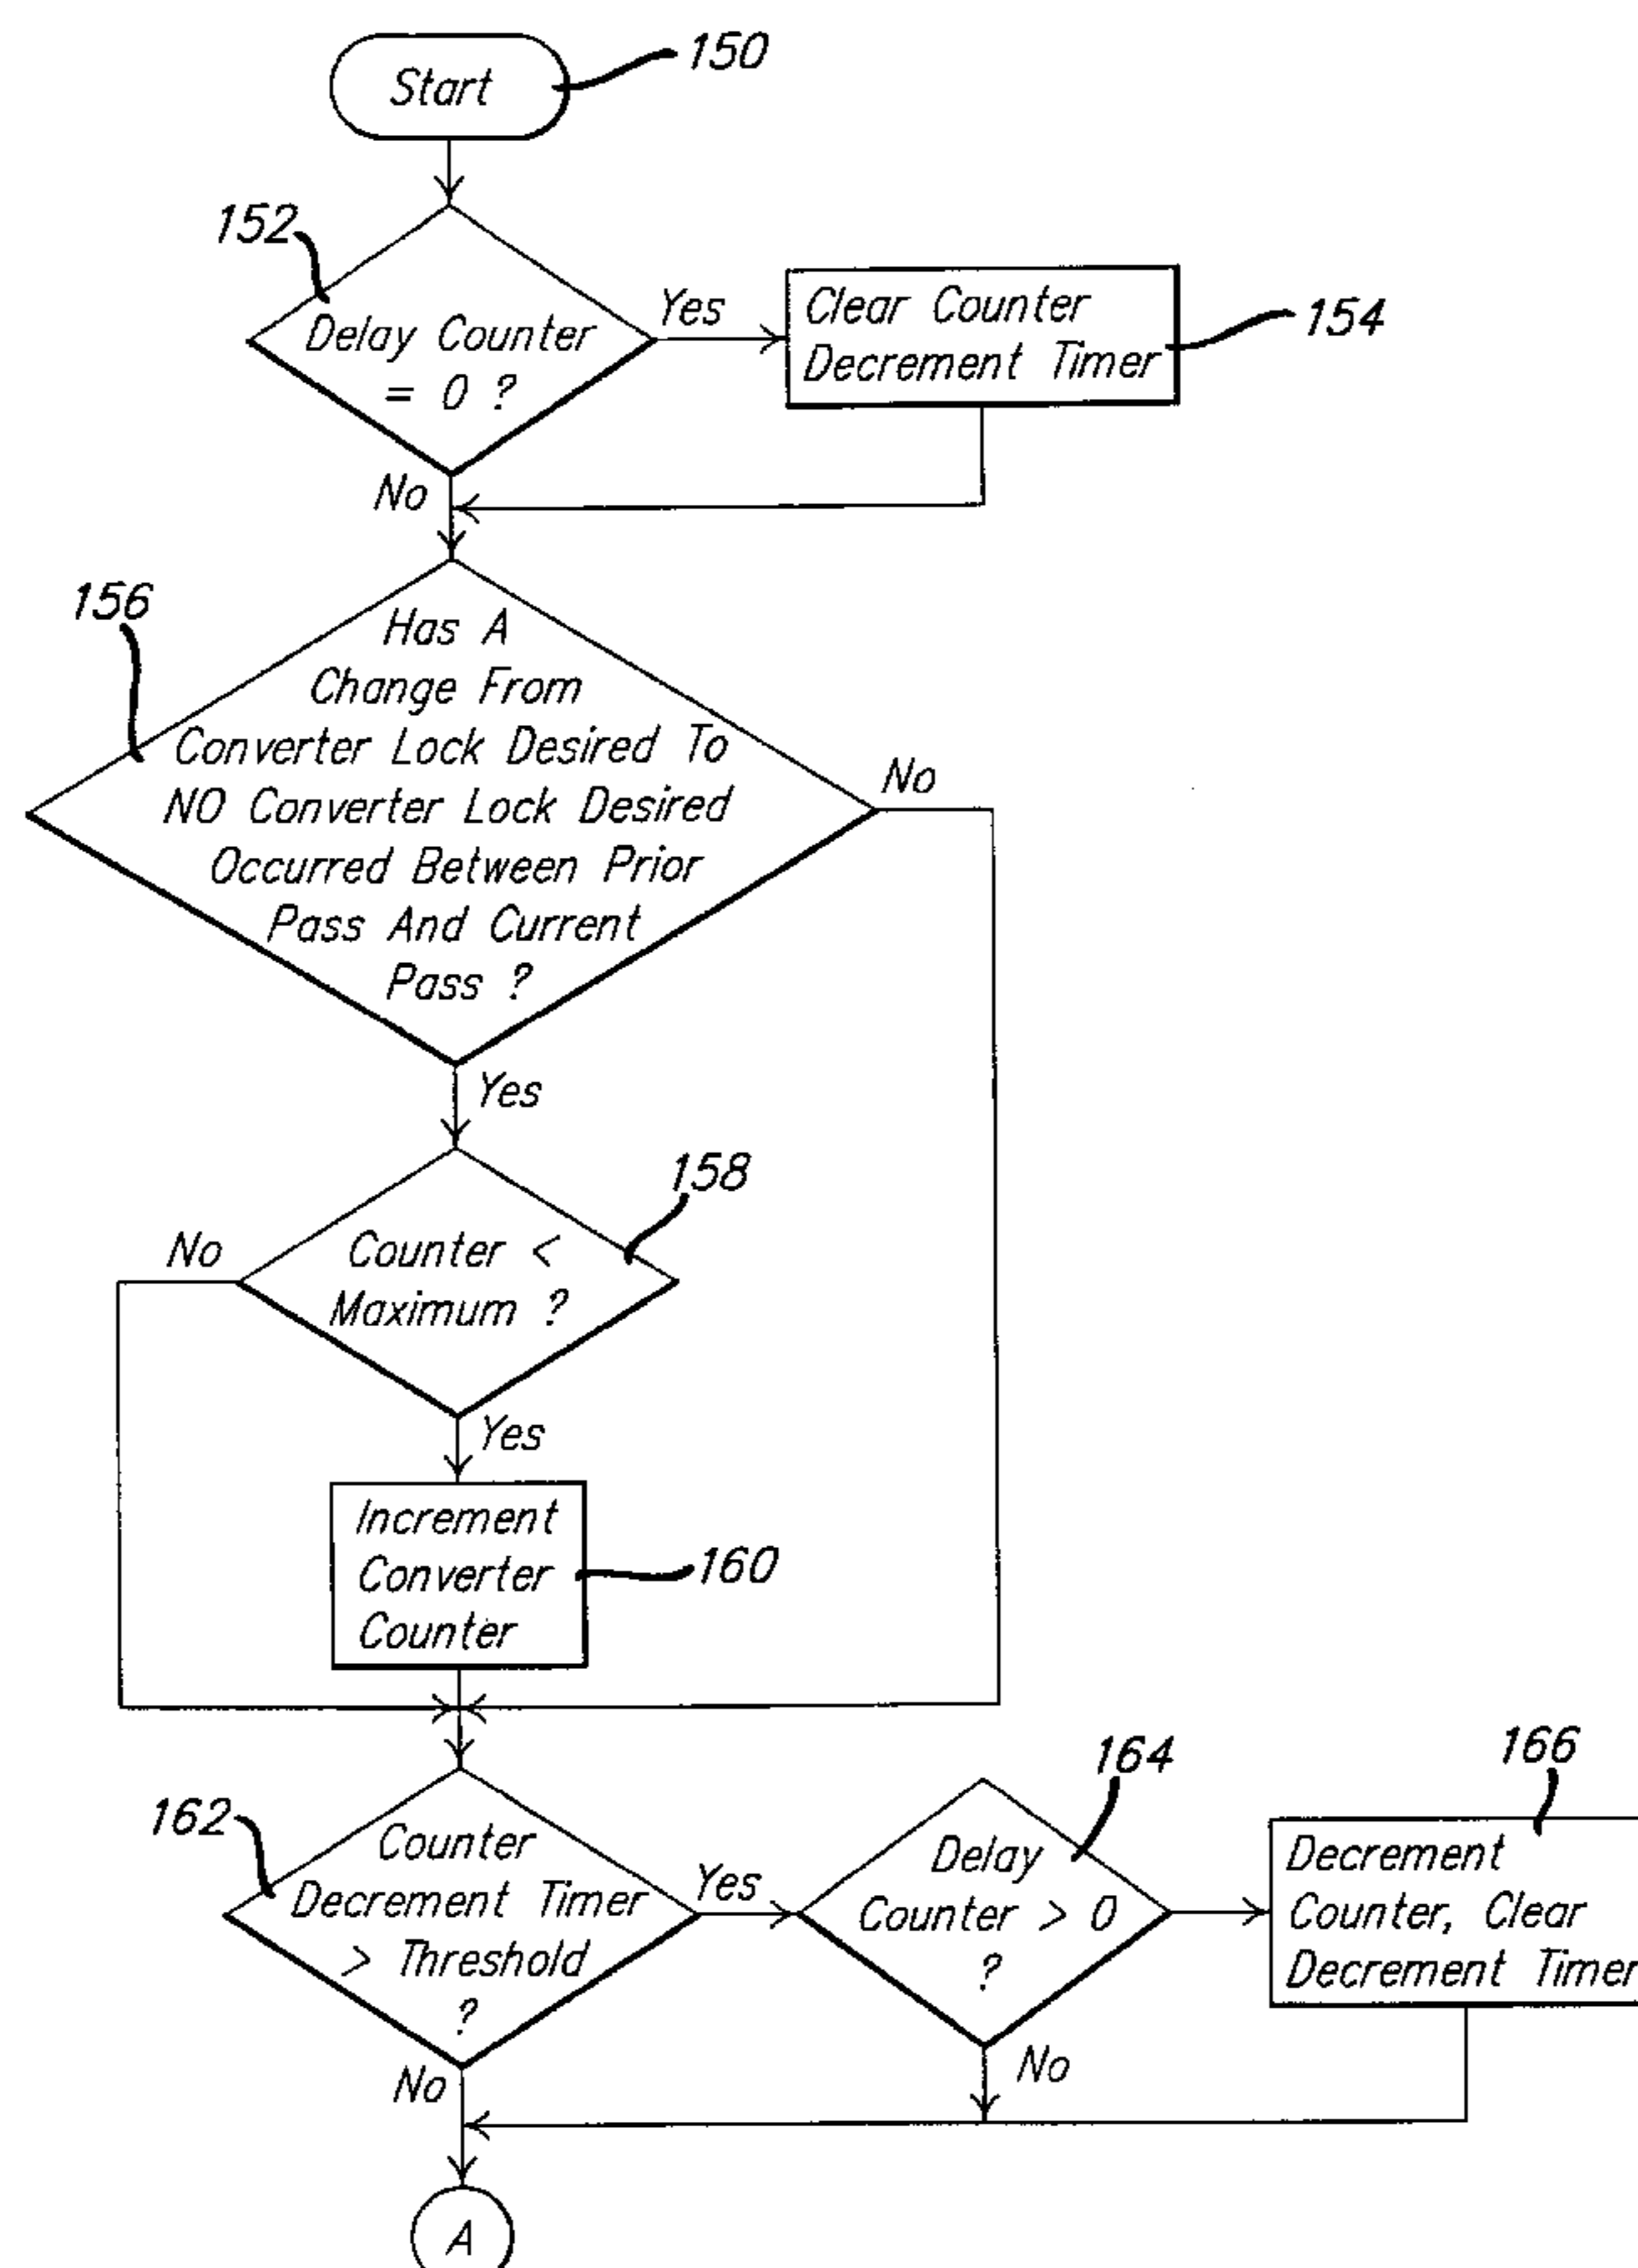 Start
150
152
Delay Counter
= 0 ?
Yes
Clear Counter
Decrement Timer
154
No
156
Has A
Change From
Converter Lock Desired To
NO Converter Lock Desired
Occurred Between Prior
Pass And Current
Pass ?
No
Yes
158
No
Counter <
Maximum ?
Yes
Increment
Converter
Counter
160
162
Counter
Decrement Timer
> Threshold
?
Yes
164
Delay
Counter > 0
?
166
Decrement
Counter, Clear
Decrement Timer
No
No
A